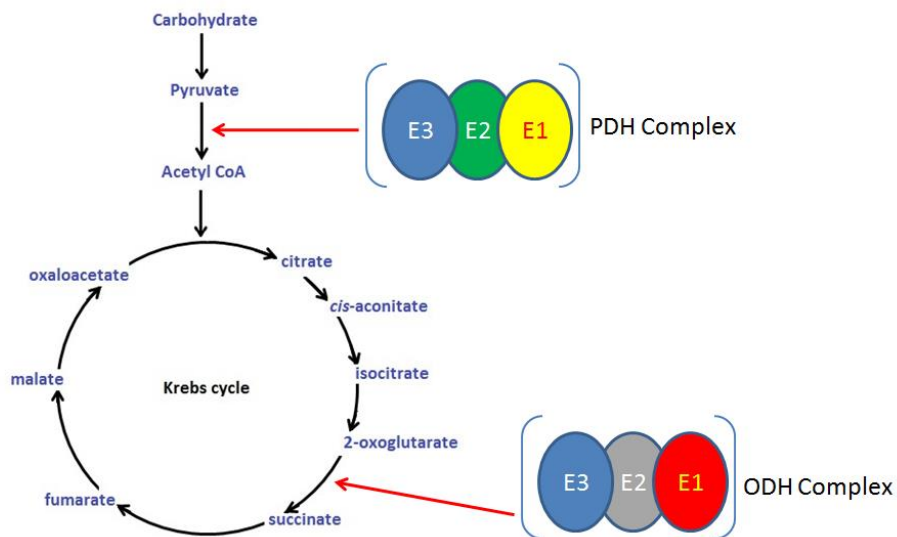 Carbohydrate
Pyruvate
E3 E2 E1
PDH Complex
Acetyl CoA
citrate
oxaloacetate
cis-aconitate
isocitrate
malate
Krebs cycle
2-oxoglutarate
E3 E2 E1
ODH Complex
fumarate
succinate